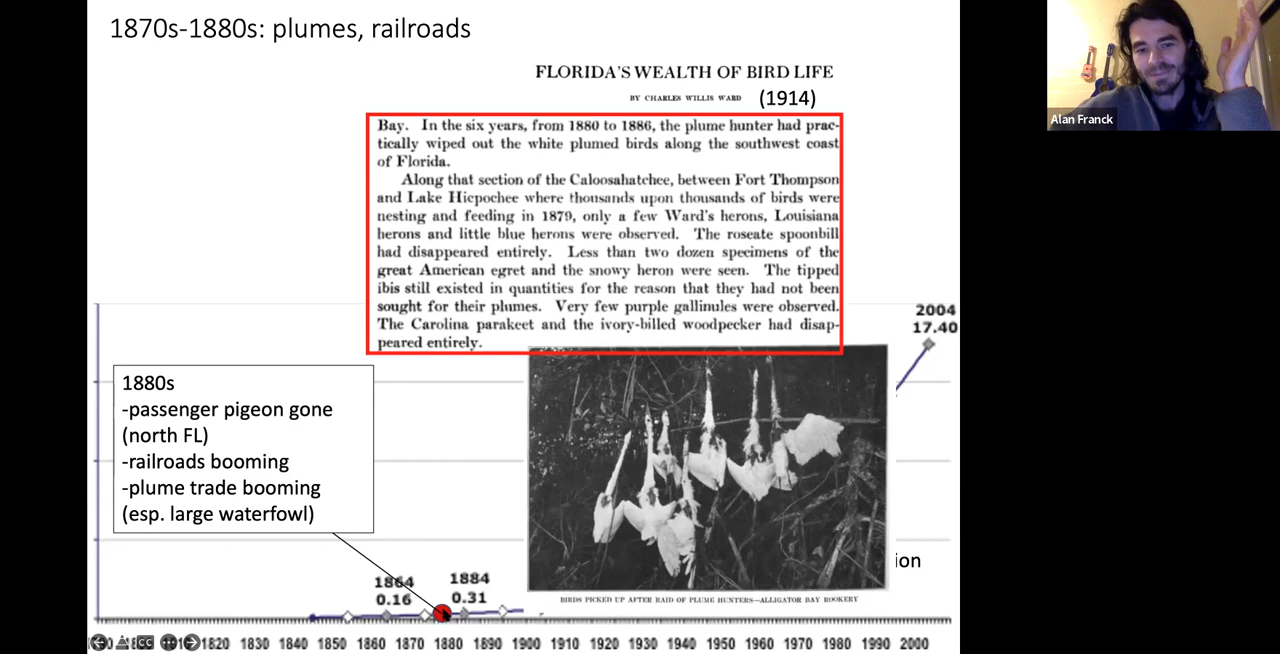 1870s-1880s: plumes, railroads
FLORIDA'S WEALTH OF BIRD LIFE
BY CHARLES WILLIS WARD (1914)
Bay. In the six years, from 1880 to 1886, the plume hunter had prac-
tically wiped out the white plumed birds along the southwest coast
of Florida.
Along that section of the Caloosahatchee, between Fort Thompson
and Lake Hicpochee where thousands upon thousands of birds were
nesting and feeding in 1879, only a few Ward's herons, Louisiana
herons and little blue herons were observed. The roseate spoonbill
had disappeared entirely. Less than two dozen specimens of the
great American egret and the snowy heron were seen. The tipped
ibis still existed in quantities for the reason that they had not been
sought for their plumes. Very few purple gallinules were observed.
The Carolina parakeet and the ivory-billed woodpecker had disap-
peared entirely.
1880s
-passenger pigeon gone
(north FL)
-railroads booming
-plume trade booming
(esp. large waterfowl)
2004
17.40
ion
1864
0.16
1884
0.31
BIRDS PICKED UP AFTER RAID OF PLUME HUNTERS—ALLIGATOR BAY ROOKERY
CC
1820 1830 1840 1850 1860 1870 1880 1890 1900 1910 1920 1930 1940 1950 1960 1970 1980 1990 2000
Alan Franck